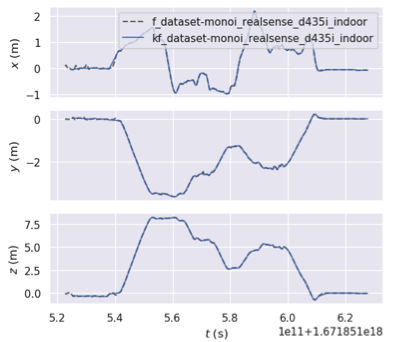 2
1
0
−1
x (m)
f_dataset-monoi_realsense_d435i_indoor
kf_dataset-monoi_realsense_d435i_indoor
0
−2
y (m)
7.5
5.0
2.5
0.0
z (m)
5.2 5.4 5.6 5.8 6.0 6.2
t (s)
1e11+1.671851e18